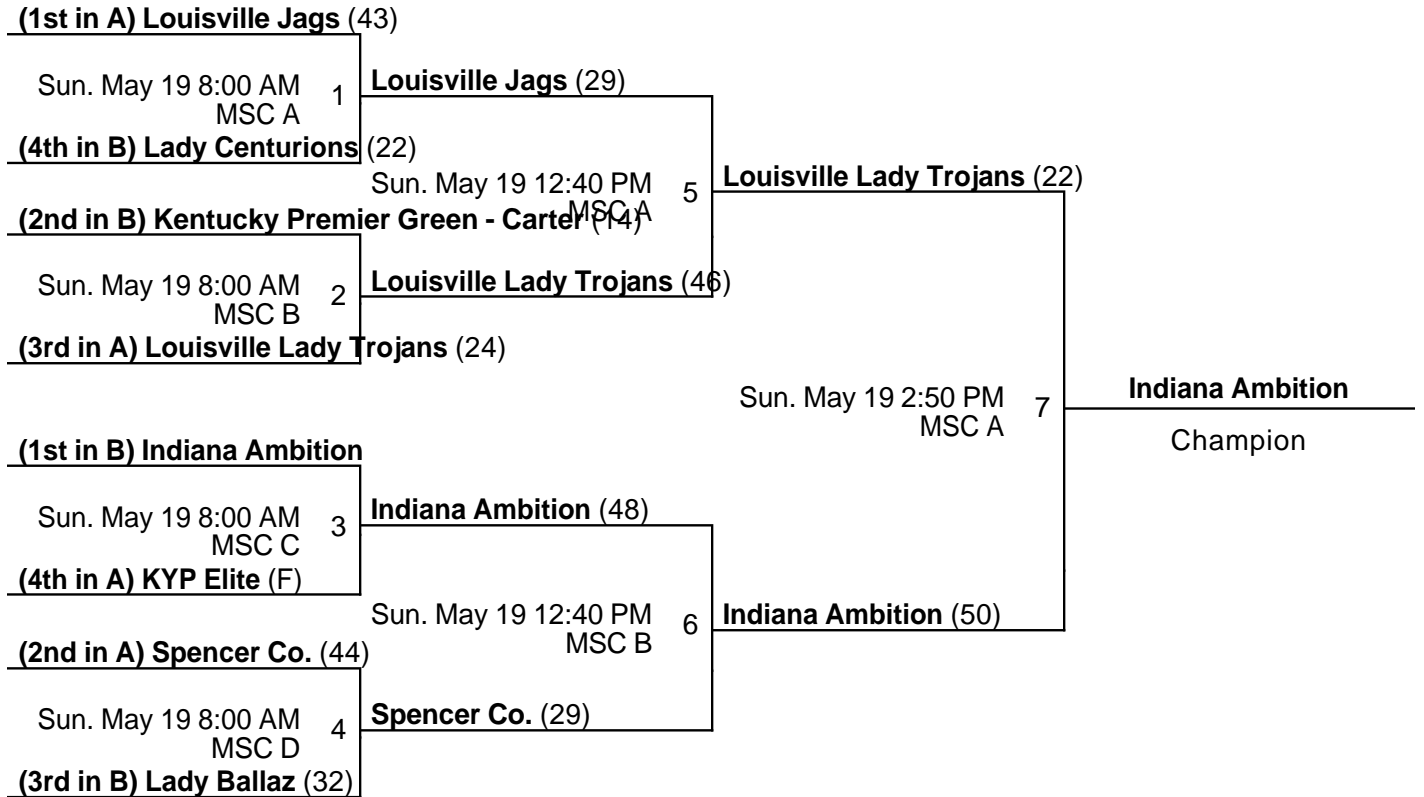 (1st in A) Louisville Jags (43)
Sun. May 19 8:00 AM
MSC A
1
Louisville Jags (29)
(4th in B) Lady Centurions (22)
Sun. May 19 12:40 PM
MSC A
5
Louisville Lady Trojans (22)
(2nd in B) Kentucky Premier Green - Carter (14)
Sun. May 19 8:00 AM
MSC B
2
Louisville Lady Trojans (46)
(3rd in A) Louisville Lady Trojans (24)
Sun. May 19 2:50 PM
MSC A
7
Indiana Ambition
Champion
(1st in B) Indiana Ambition
Sun. May 19 8:00 AM
MSC C
3
Indiana Ambition (48)
(4th in A) KYP Elite (F)
Sun. May 19 12:40 PM
MSC B
6
Indiana Ambition (50)
(2nd in A) Spencer Co. (44)
Sun. May 19 8:00 AM
MSC D
4
Spencer Co. (29)
(3rd in B) Lady Ballaz (32)